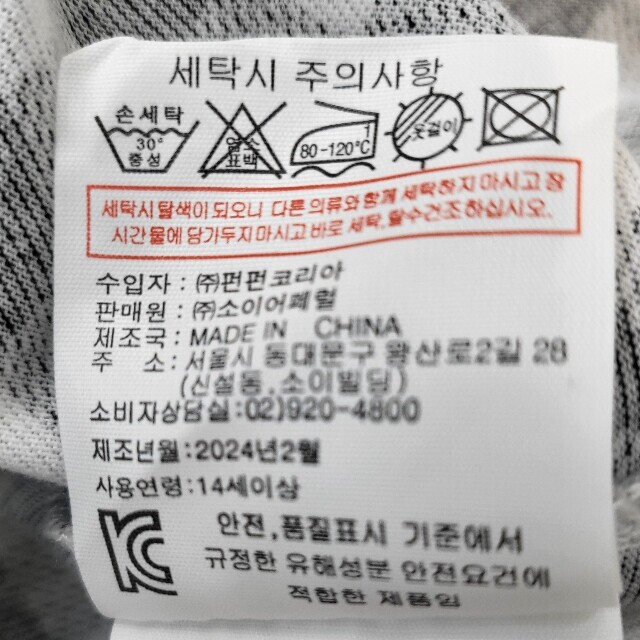 세탁시 주의사항
손세탁
30°
중성
염소
표백
80-120℃
옷걸이
세탁시 탈색이 되오니 다른 의류와 함께 세탁하지 마시고 장
시간 물에 담가두지 마시고 바로 세탁, 탈수건조하십시오.
수입자 : (주)펀펀코리아
판매원 : (주)소이어패럴
제조국 : MADE IN CHINA
주 소 : 서울시 동대문구 왕산로2길 28
(신설동, 소이빌딩)
소비자상담실:02)920-4800
제조년월:2024년2월
사용연령:14세이상
KC
안전,품질표시 기준에서
규정한 유해성분 안전요건에
적합한 제품임